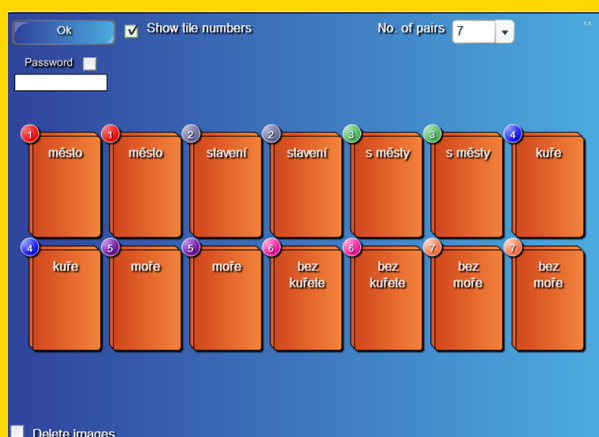 Ok
Show tile numbers
No. of pairs 7
1.1
Password
1 1 2 2 3 3 4
město město stavení stavení s městy s městy kuře
4 5 5 6 6 7 7
kuře moře moře bez bez bez bez
kuřete kuřete moře moře
Delete images